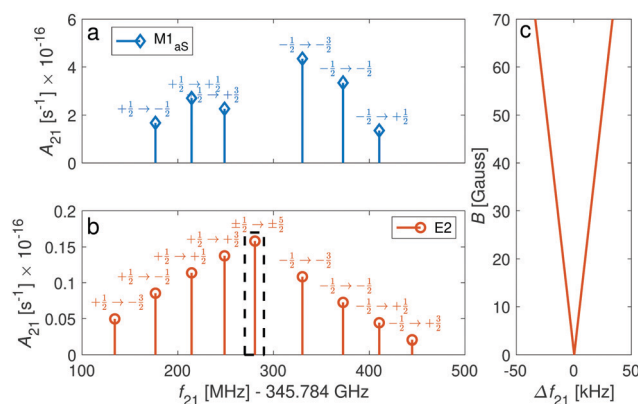 a
M1aS
A21 [s⁻¹] × 10⁻¹⁶
6
4
2
0
+1/2 → −1/2
+1/2 → +1/2
+1/2 → +3/2
−1/2 → −3/2
−1/2 → −1/2
−1/2 → +1/2
b
E2
A21 [s⁻¹] × 10⁻¹⁶
0.2
0.15
0.1
0.05
0
+1/2 → −3/2
+1/2 → −1/2
+1/2 → +1/2
+1/2 → +3/2
±1/2 → ±5/2
−1/2 → −3/2
−1/2 → −1/2
−1/2 → +1/2
−1/2 → +3/2
100 200 300 400 500
f21 [MHz] - 345.784 GHz
c
B [Gauss]
70
60
50
40
30
20
10
0
-50 0 50
Δf21 [kHz]